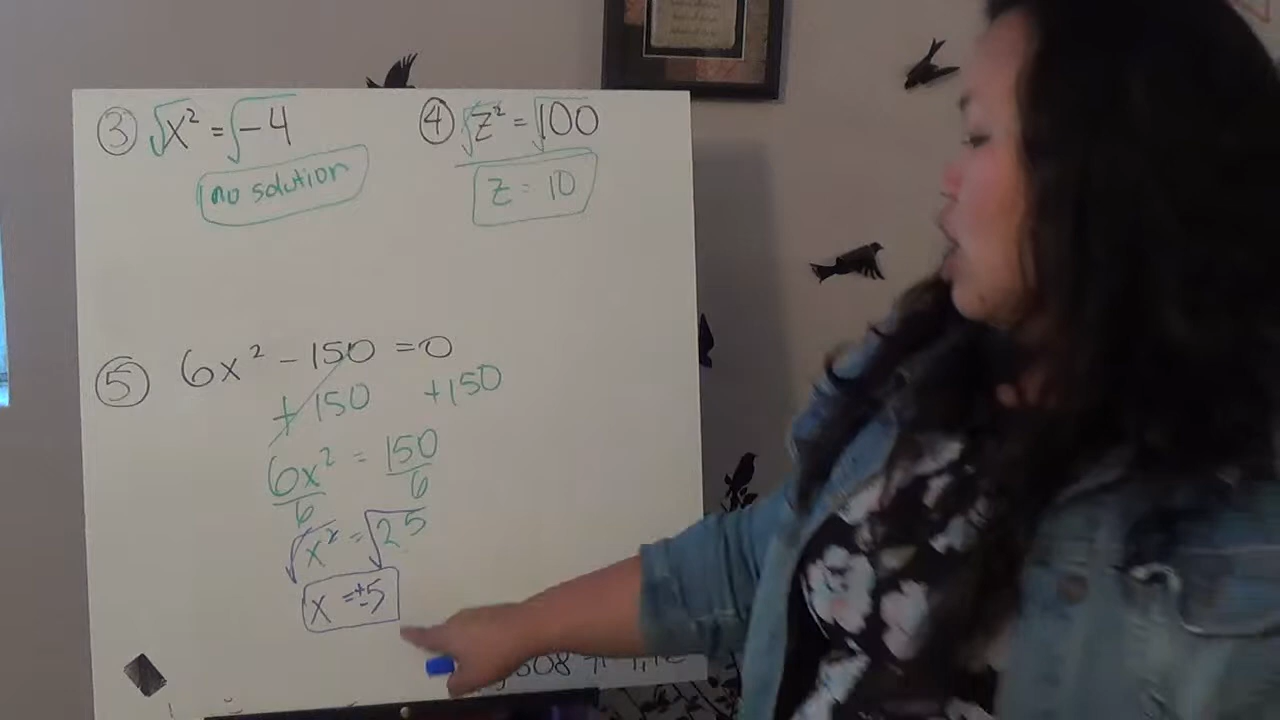 ③ √x² = √-4
no solution
④ √z² = √100
z = 10
⑤ 6x² - 150 = 0
+ 150 +150
6x² = 150
6 6
√x² = √25
x = ±5